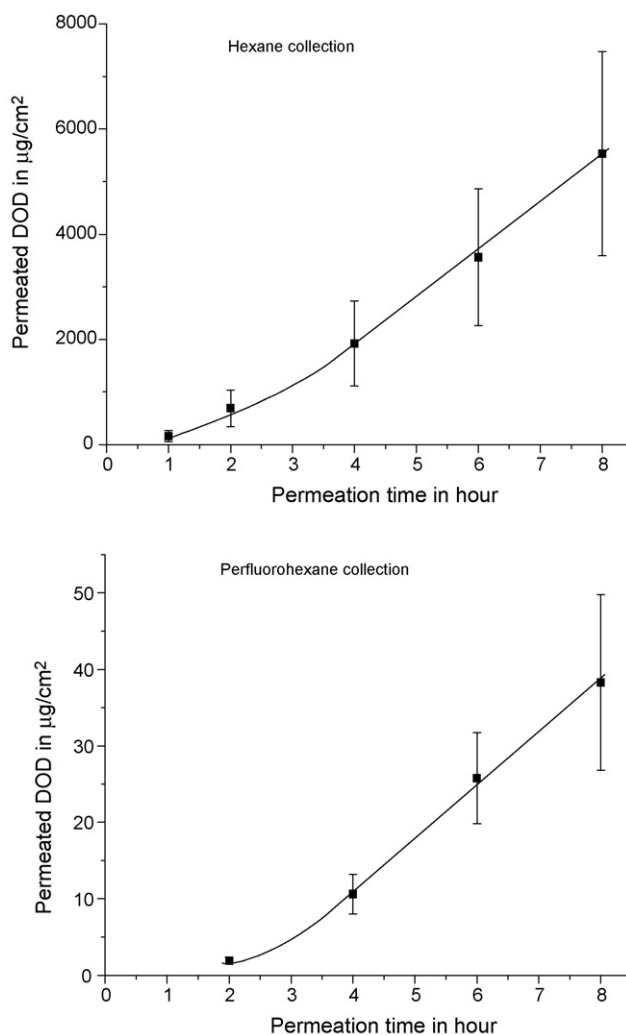 Hexane collection
Permeated DOD in µg/cm²
8000
6000
4000
2000
0
0 1 2 3 4 5 6 7 8
Permeation time in hour
Perfluorohexane collection
Permeated DOD in µg/cm²
50
40
30
20
10
0
0 1 2 3 4 5 6 7 8
Permeation time in hour